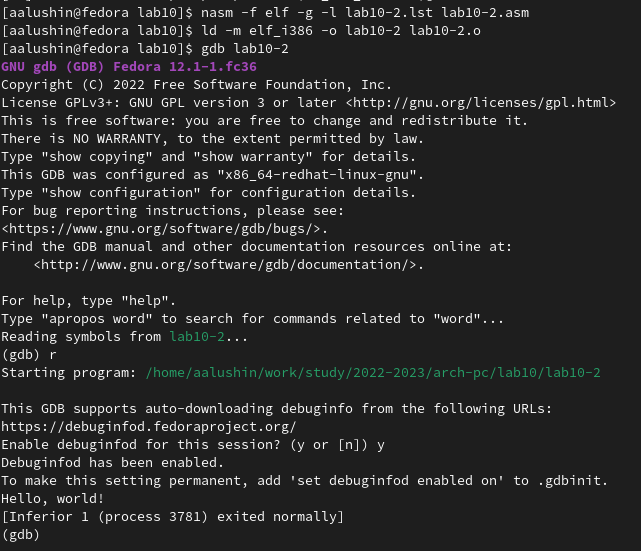 [aalushin@fedora lab10]$ nasm -f elf -g -l lab10-2.lst lab10-2.asm
[aalushin@fedora lab10]$ ld -m elf_i386 -o lab10-2 lab10-2.o
[aalushin@fedora lab10]$ gdb lab10-2
GNU gdb (GDB) Fedora 12.1-1.fc36
Copyright (C) 2022 Free Software Foundation, Inc.
License GPLv3+: GNU GPL version 3 or later <http://gnu.org/licenses/gpl.html>
This is free software: you are free to change and redistribute it.
There is NO WARRANTY, to the extent permitted by law.
Type "show copying" and "show warranty" for details.
This GDB was configured as "x86_64-redhat-linux-gnu".
Type "show configuration" for configuration details.
For bug reporting instructions, please see:
<https://www.gnu.org/software/gdb/bugs/>.
Find the GDB manual and other documentation resources online at:
    <http://www.gnu.org/software/gdb/documentation/>.

For help, type "help".
Type "apropos word" to search for commands related to "word"...
Reading symbols from lab10-2...
(gdb) r
Starting program: /home/aalushin/work/study/2022-2023/arch-pc/lab10/lab10-2

This GDB supports auto-downloading debuginfo from the following URLs:
https://debuginfod.fedoraproject.org/
Enable debuginfod for this session? (y or [n]) y
Debuginfod has been enabled.
To make this setting permanent, add 'set debuginfod enabled on' to .gdbinit.
Hello, world!
[Inferior 1 (process 3781) exited normally]
(gdb)